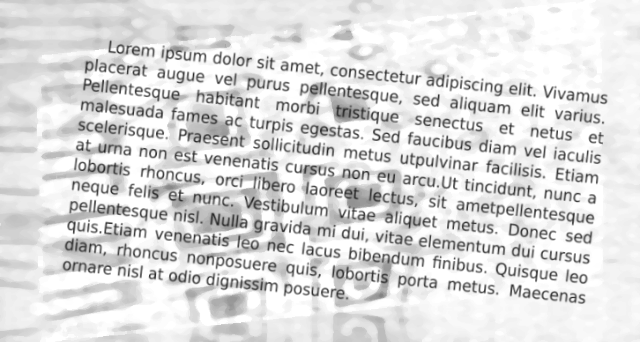 Lorem ipsum dolor sit amet, consectetur adipiscing elit. Vivamus
placerat augue vel purus pellentesque, sed aliquam elit varius.
Pellentesque habitant morbi tristique senectus et netus et
malesuada fames ac turpis egestas. Sed faucibus diam vel iaculis
scelerisque. Praesent sollicitudin metus utpulvinar facilisis. Etiam
at urna non est venenatis cursus non eu arcu.Ut tincidunt, nunc a
lobortis rhoncus, orci libero laoreet lectus, sit ametpellentesque
neque felis et nunc. Vestibulum vitae aliquet metus. Donec sed
pellentesque nisl. Nulla gravida mi dui, vitae elementum dui cursus
quis.Etiam venenatis leo nec lacus bibendum finibus. Quisque leo
diam, rhoncus nonposuere quis, lobortis porta metus. Maecenas
ornare nisl at odio dignissim posuere.